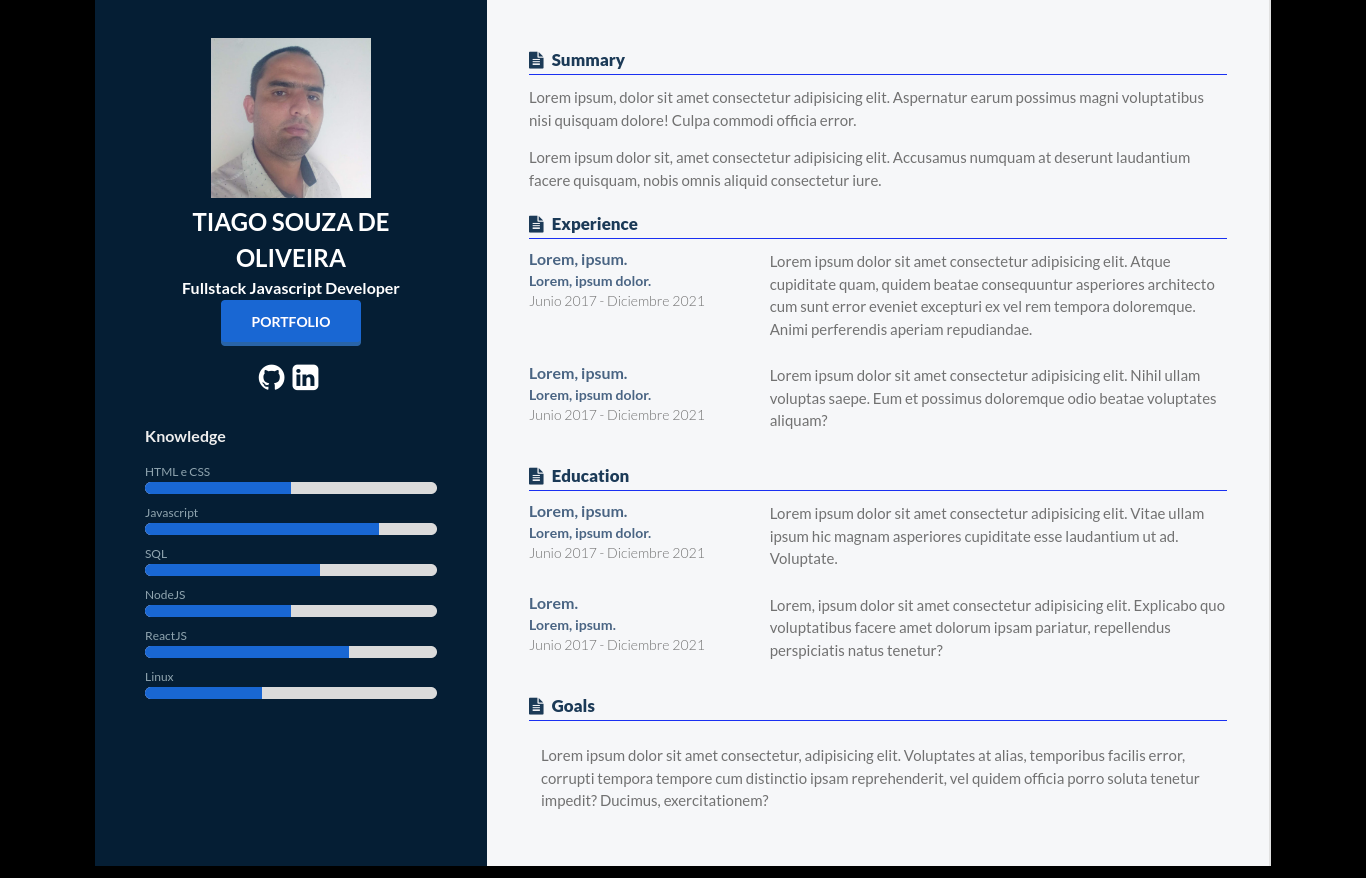 TIAGO SOUZA DE
OLIVEIRA
Fullstack Javascript Developer
PORTFOLIO
Knowledge
HTML e CSS
Javascript
SQL
NodeJS
ReactJS
Linux
Summary
Lorem ipsum, dolor sit amet consectetur adipisicing elit. Aspernatur earum possimus magni voluptatibus
nisi quisquam dolore! Culpa commodi officia error.
Lorem ipsum dolor sit, amet consectetur adipisicing elit. Accusamus numquam at deserunt laudantium
facere quisquam, nobis omnis aliquid consectetur iure.
Experience
Lorem, ipsum.
Lorem, ipsum dolor.
Junio 2017 - Diciembre 2021
Lorem ipsum dolor sit amet consectetur adipisicing elit. Atque
cupiditate quam, quidem beatae consequuntur asperiores architecto
cum sunt error eveniet excepturi ex vel rem tempora doloremque.
Animi perferendis aperiam repudiandae.
Lorem, ipsum.
Lorem, ipsum dolor.
Junio 2017 - Diciembre 2021
Lorem ipsum dolor sit amet consectetur adipisicing elit. Nihil ullam
voluptas saepe. Eum et possimus doloremque odio beatae voluptates
aliquam?
Education
Lorem, ipsum.
Lorem, ipsum dolor.
Junio 2017 - Diciembre 2021
Lorem ipsum dolor sit amet consectetur adipisicing elit. Vitae ullam
ipsum hic magnam asperiores cupiditate esse laudantium ut ad.
Voluptate.
Lorem.
Lorem, ipsum.
Junio 2017 - Diciembre 2021
Lorem, ipsum dolor sit amet consectetur adipisicing elit. Explicabo quo
voluptatibus facere amet dolorum ipsam pariatur, repellendus
perspiciatis natus tenetur?
Goals
Lorem ipsum dolor sit amet consectetur, adipisicing elit. Voluptates at alias, temporibus facilis error,
corrupti tempora tempore cum distinctio ipsam reprehenderit, vel quidem officia porro soluta tenetur
impedit? Ducimus, exercitationem?